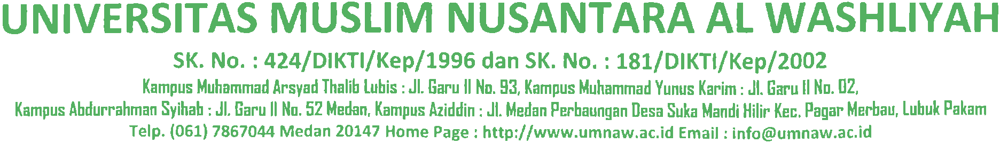 UNIVERSITAS MUSLIM NUSANTARA AL WASHLIYAH
SK. No. : 424/DIKTI/Kep/1996 dan SK. No. : 181/DIKTI/Kep/2002
Kampus Muhammad Arsyad Thalib Lubis : Jl. Garu II No. 93, Kampus Muhammad Yunus Karim : Jl. Garu II No. 02,
Kampus Abdurrahman Syihab : Jl. Garu II No. 52 Medan, Kampus Aziddin : Jl. Medan Perbaungan Desa Suka Mandi Hilir Kec. Pagar Merbau, Lubuk Pakam
Telp. (061) 7867044 Medan 20147 Home Page : http://www.umnaw.ac.id Email : info@umnaw.ac.id